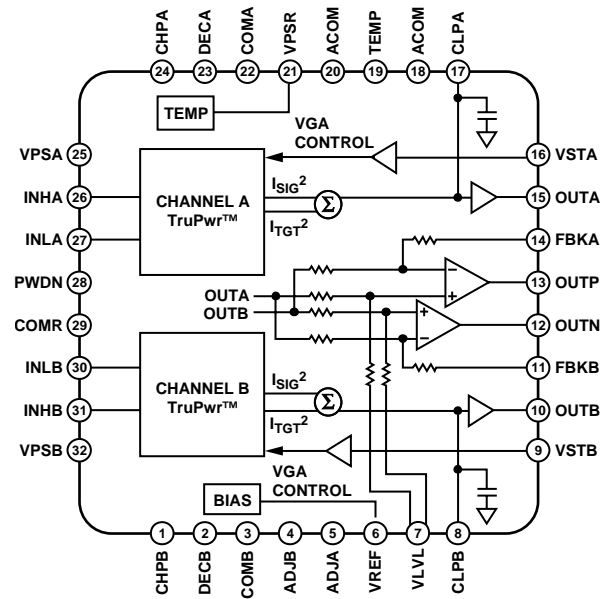 CHPA
DECA
COMA
VPSR
ACOM
TEMP
ACOM
CLPA
24
23
22
21
20
19
18
17
TEMP
VGA
CONTROL
VPSA 25
16 VSTA
INHA 26
CHANNEL A
TruPwr™
ISIG²
ITGT²
Σ
15 OUTA
INLA 27
14 FBKA
PWDN 28
−
+
13 OUTP
OUTA
OUTB
COMR 29
+
−
12 OUTN
INLB 30
11 FBKB
CHANNEL B
TruPwr™
ISIG²
ITGT²
Σ
INHB 31
10 OUTB
VPSB 32
9 VSTB
VGA
CONTROL
BIAS
1
2
3
4
5
6
7
8
CHPB
DECB
COMB
ADJB
ADJA
VREF
VLVL
CLPB